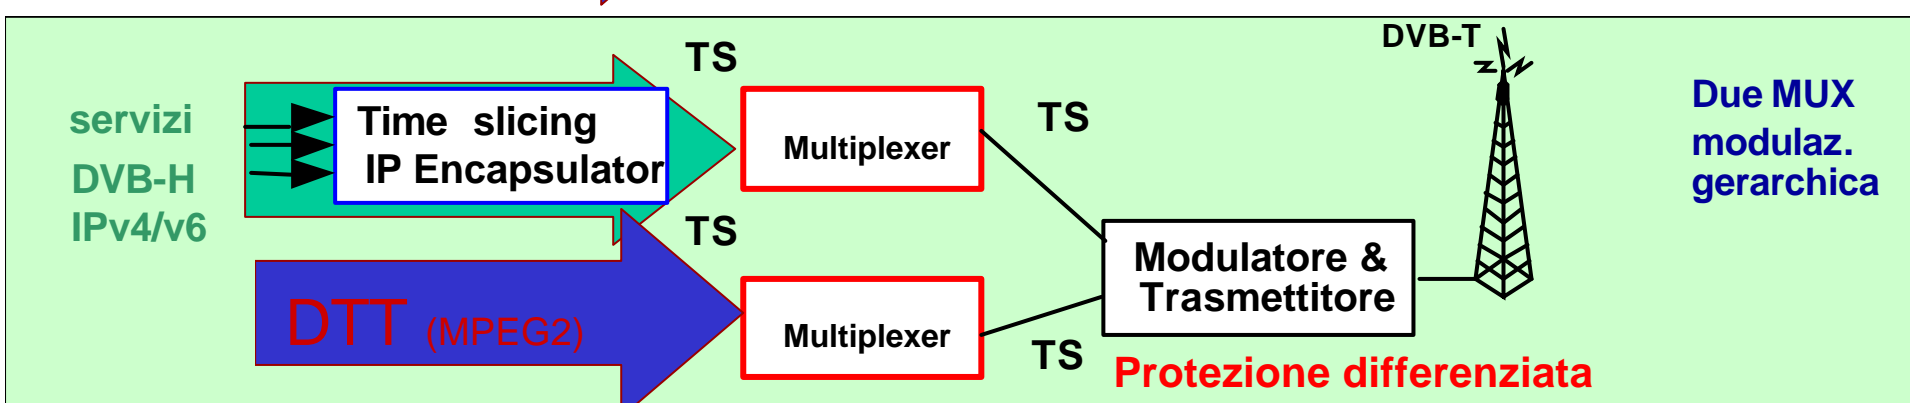 DVB-T
TS
Due MUX
modulaz.
gerarchica
servizi
DVB-H
IPv4/v6
Time slicing
IP Encapsulator
Multiplexer
TS
TS
DTT (MPEG2)
Multiplexer
TS
Modulatore &
Trasmettitore
Protezione differenziata